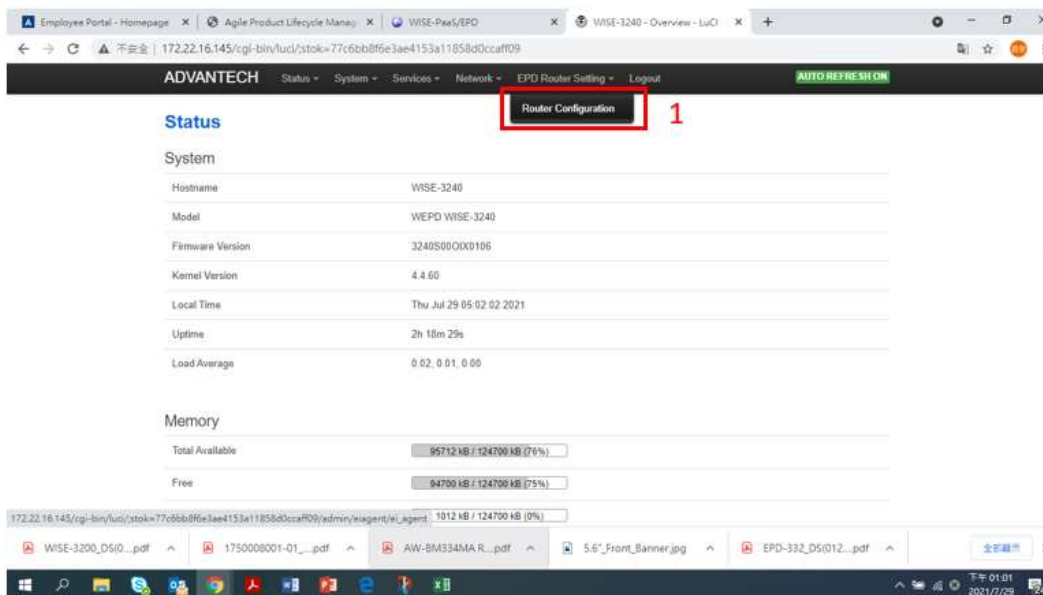 Employee Portal - Homepage
Agile Product Lifecycle Manag
WISE-PaaS/EPD
WISE-3240 - Overview - LuCI
不安全 | 172.22.16.145/cgi-bin/luci/;stok=77c6bb8f6e3ae4153a11858d0ccaff09
ADVANTECH Status System Services Network EPD Router Setting Logout AUTO REFRESH ON
Router Configuration 1
Status
System
Hostname WISE-3240
Model WEPD WISE-3240
Firmware Version 3240S00OIX0106
Kernel Version 4.4.60
Local Time Thu Jul 29 05:02:02 2021
Uptime 2h 18m 29s
Load Average 0.02, 0.01, 0.00
Memory
Total Available 95712 kB / 124700 kB (76%)
Free 94700 kB / 124700 kB (75%)
1012 kB / 124700 kB (0%)
172.22.16.145/cgi-bin/luci/;stok=77c6bb8f6e3ae4153a11858d0ccaff09/admin/eiagent/ei_agent
WISE-3200_DS(0....pdf 1750008001-01_....pdf AW-BM334MA R....pdf 5.6"_Front_Banner.jpg EPD-332_DS(012....pdf 全部顯示
下午 01:01
2021/7/29